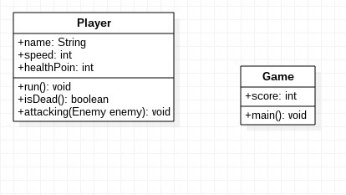 Player
+name: String
+speed: int
+healthPoin: int
+run(): void
+isDead(): boolean
+attacking(Enemy enemy): void
Game
+score: int
+main(): void